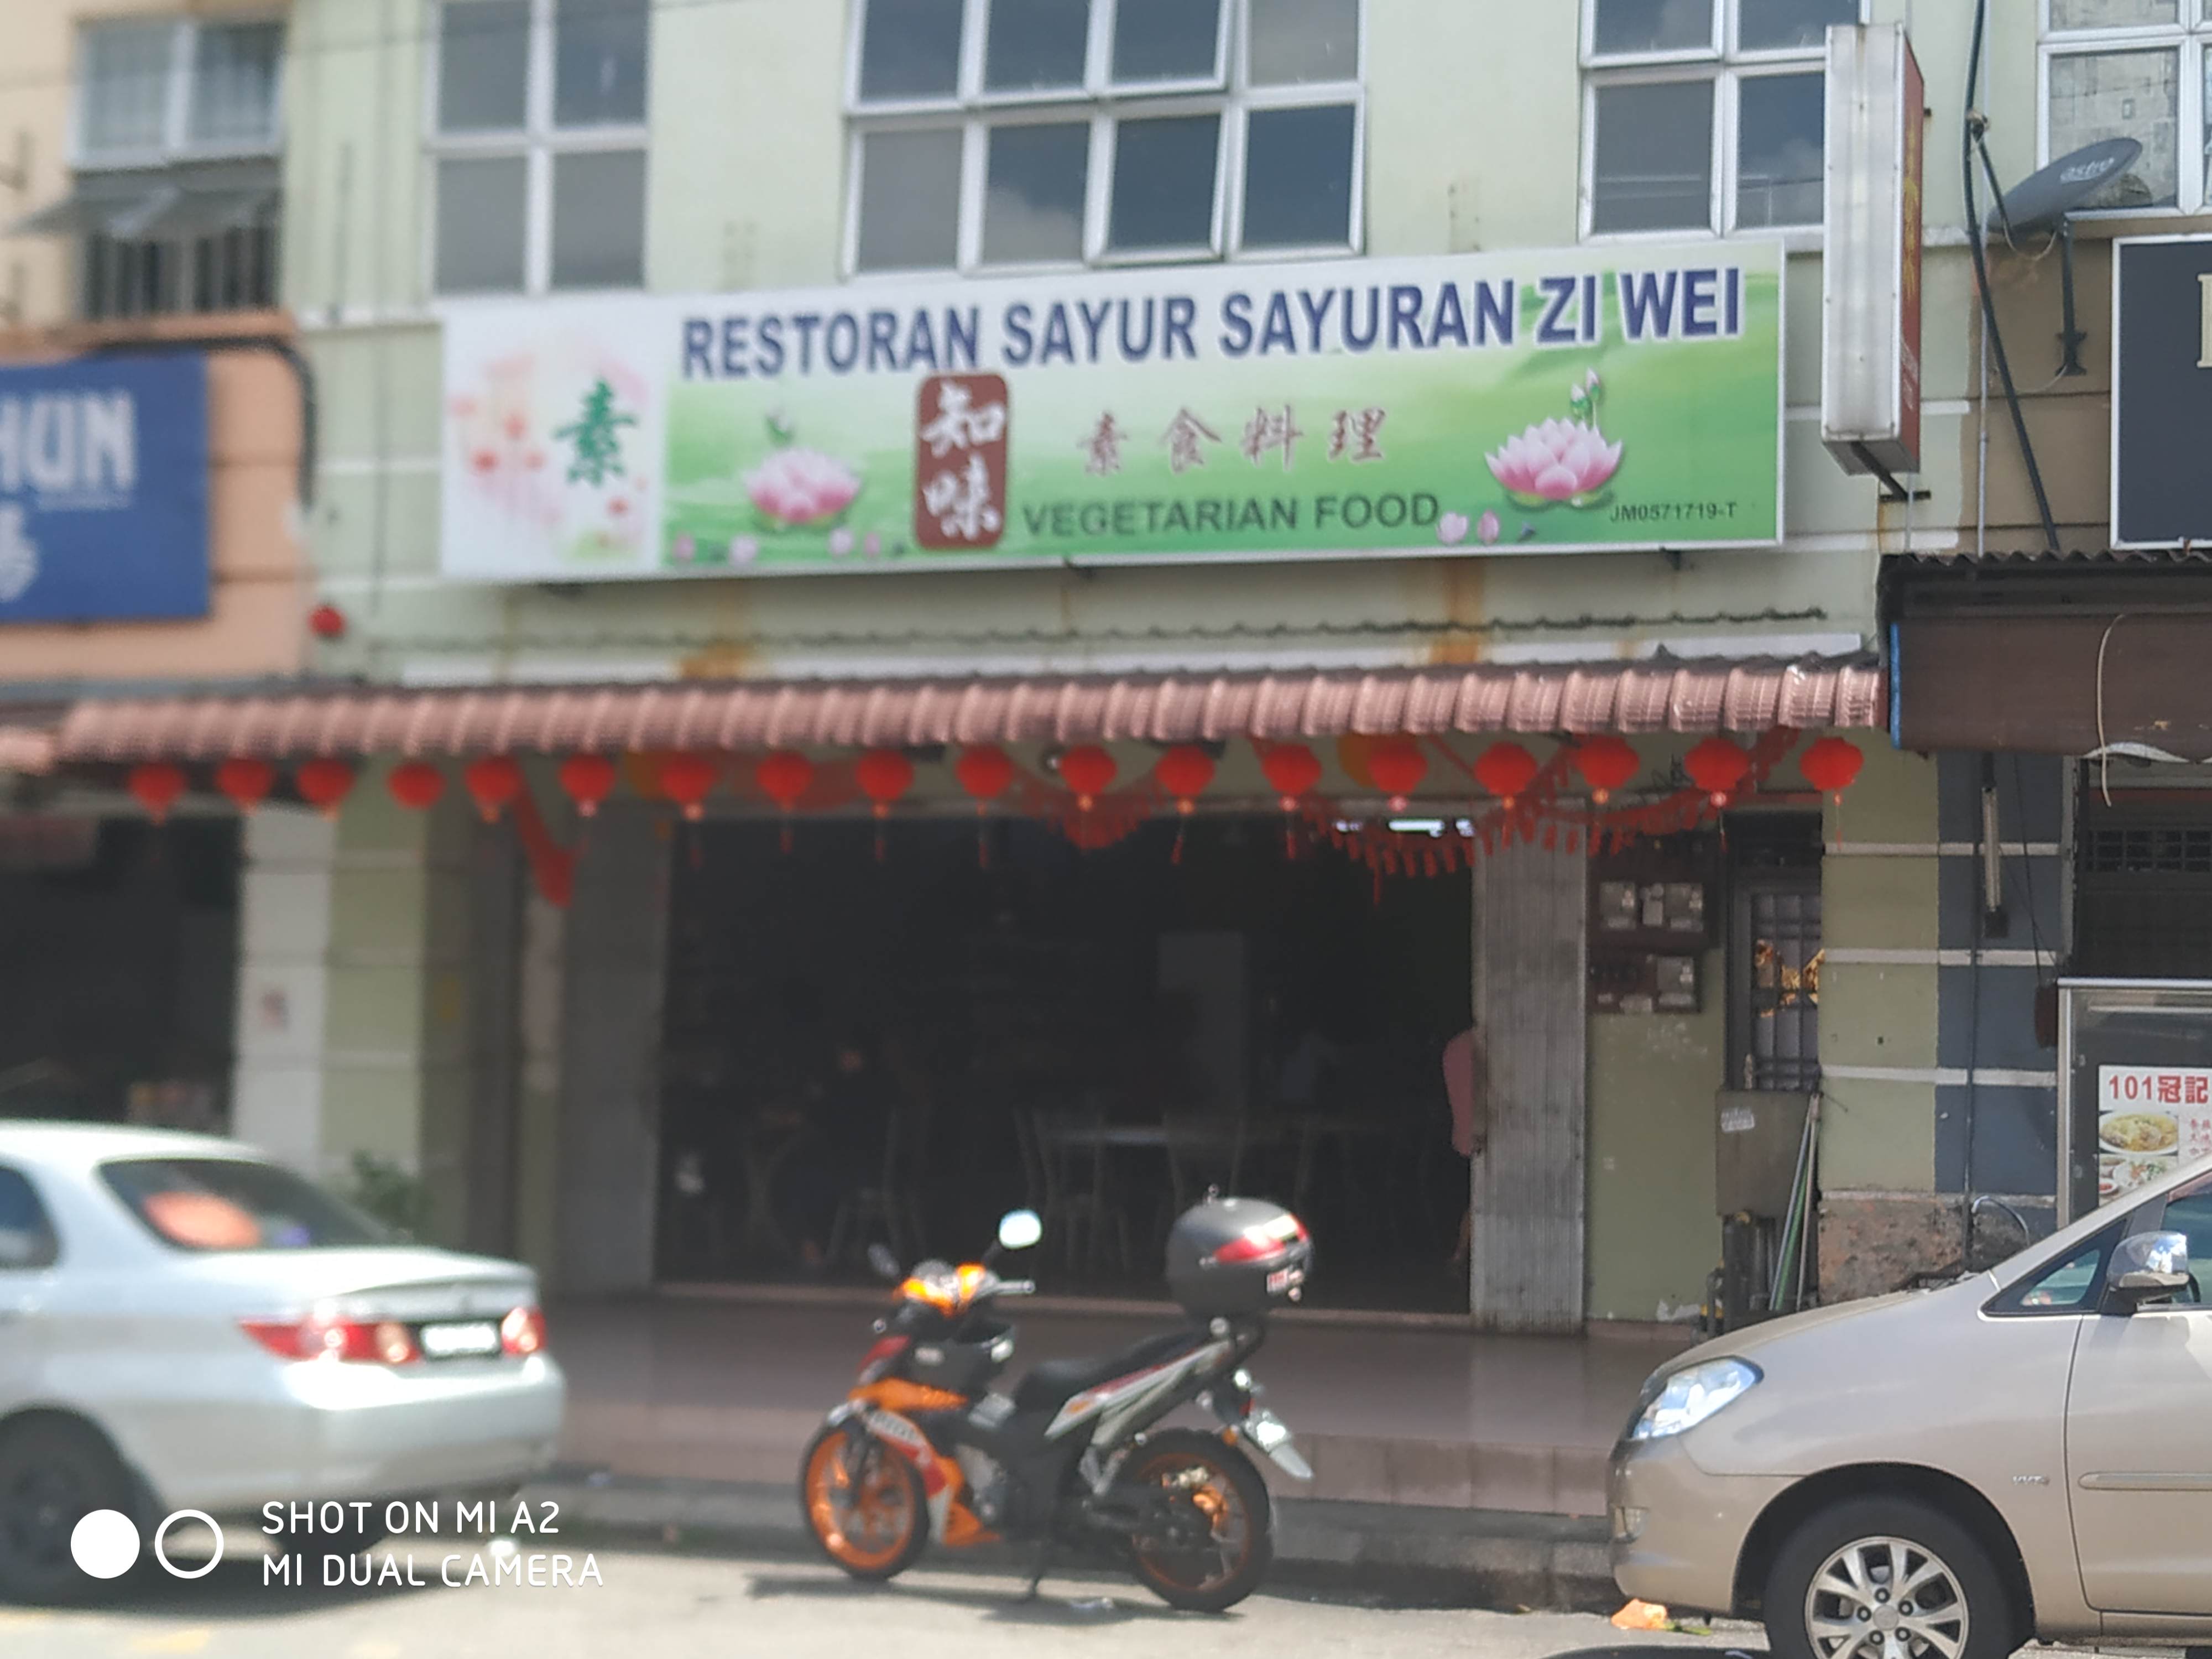 RESTORAN SAYUR SAYURAN ZI WEI
素
知味
素食料理
VEGETARIAN FOOD
JM0571719-T
HUN
astro
101冠記
SHOT ON MI A2
MI DUAL CAMERA